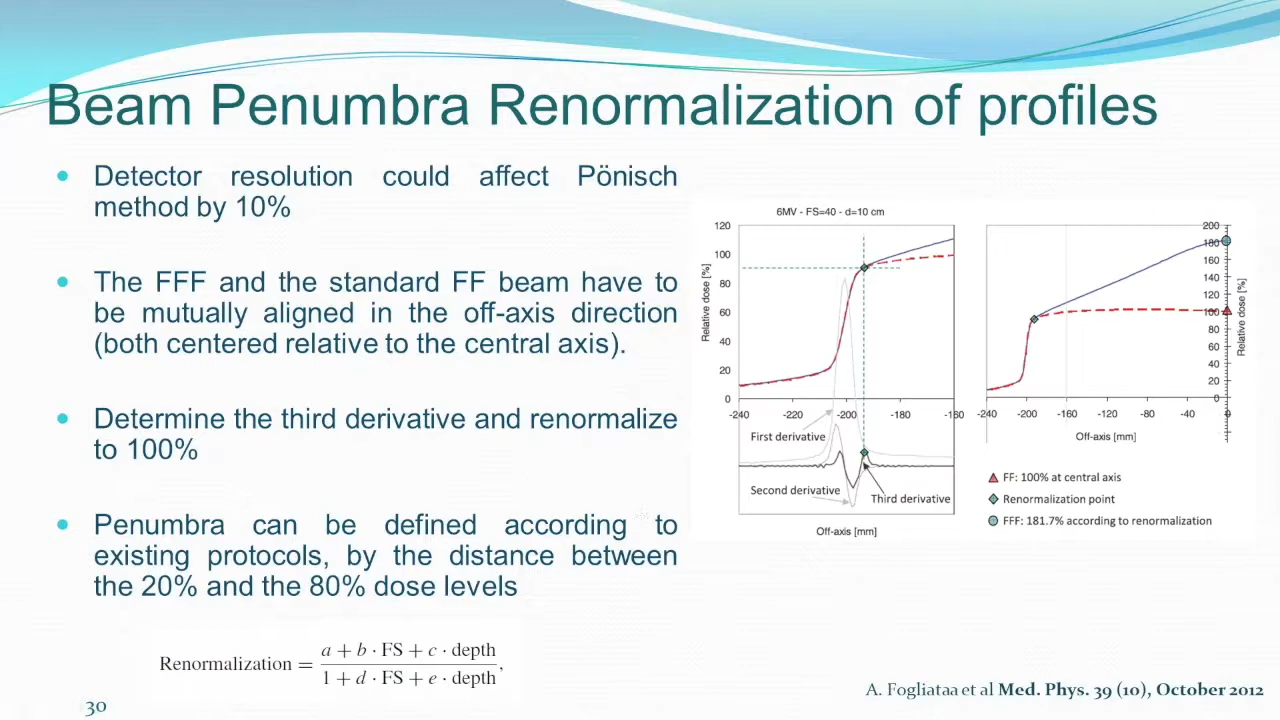 Beam Penumbra Renormalization of profiles
Detector resolution could affect Pönisch
method by 10%
The FFF and the standard FF beam have to
be mutually aligned in the off-axis direction
(both centered relative to the central axis).
Determine the third derivative and renormalize
to 100%
Penumbra can be defined according to
existing protocols, by the distance between
the 20% and the 80% dose levels
Renormalization = (a + b · FS + c · depth) / (1 + d · FS + e · depth),
30
6MV - FS=40 - d=10 cm
Relative dose [%]
120
100
80
60
40
20
0
-240 -220 -200 -180 -160
First derivative
Second derivative
Third derivative
Off-axis [mm]
200
180
160
140
120
100
80
60
40
20
0
Relative dose [%]
-240 -200 -160 -120 -80 -40 0
Off-axis [mm]
FF: 100% at central axis
Renormalization point
FFF: 181.7% according to renormalization
A. Fogliataa et al Med. Phys. 39 (10), October 2012